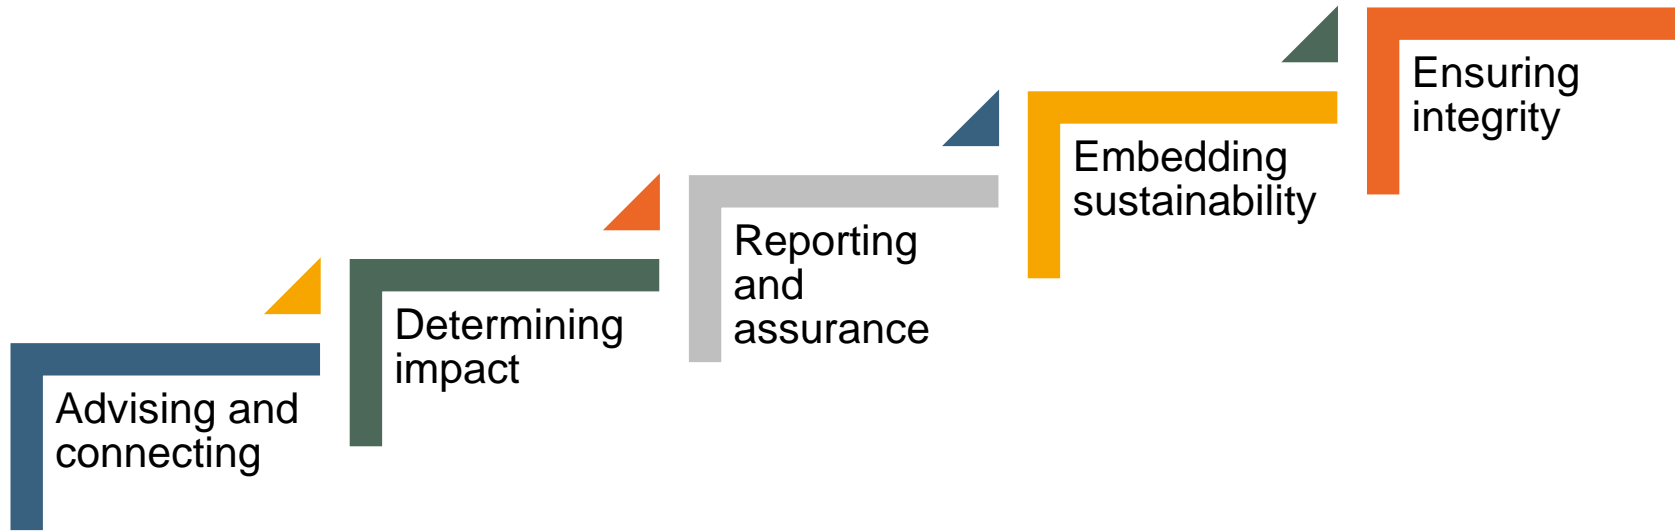 Advising and
connecting
Determining
impact
Reporting
and
assurance
Embedding
sustainability
Ensuring
integrity